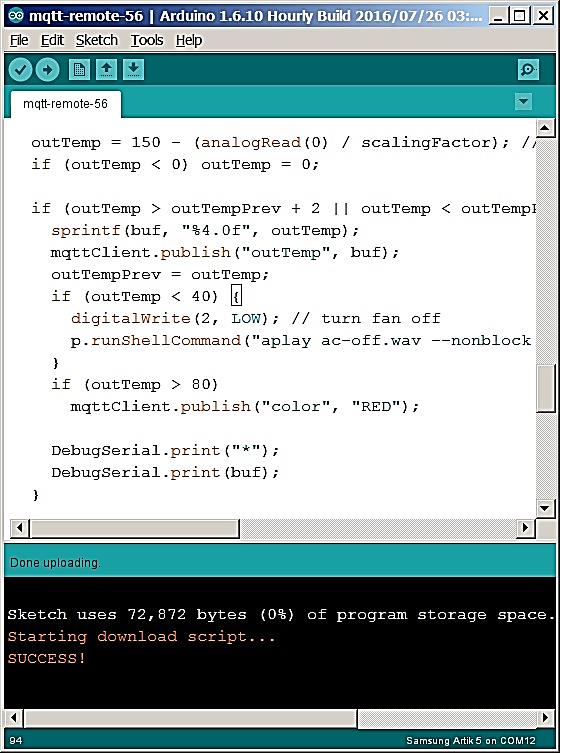 mqtt-remote-56 | Arduino 1.6.10 Hourly Build 2016/07/26 03:...
File Edit Sketch Tools Help
mqtt-remote-56
outTemp = 150 - (analogRead(0) / scalingFactor); //
if (outTemp < 0) outTemp = 0;
if (outTemp > outTempPrev + 2 || outTemp < outTempP
sprintf(buf, "%4.0f", outTemp);
mqttClient.publish("outTemp", buf);
outTempPrev = outTemp;
if (outTemp < 40) {
digitalWrite(2, LOW); // turn fan off
p.runShellCommand("aplay ac-off.wav --nonblock
}
if (outTemp > 80)
mqttClient.publish("color", "RED");
DebugSerial.print("*");
DebugSerial.print(buf);
}
Done uploading.
Sketch uses 72,872 bytes (0%) of program storage space.
Starting download script...
SUCCESS!
94 Samsung Artik 5 on COM12